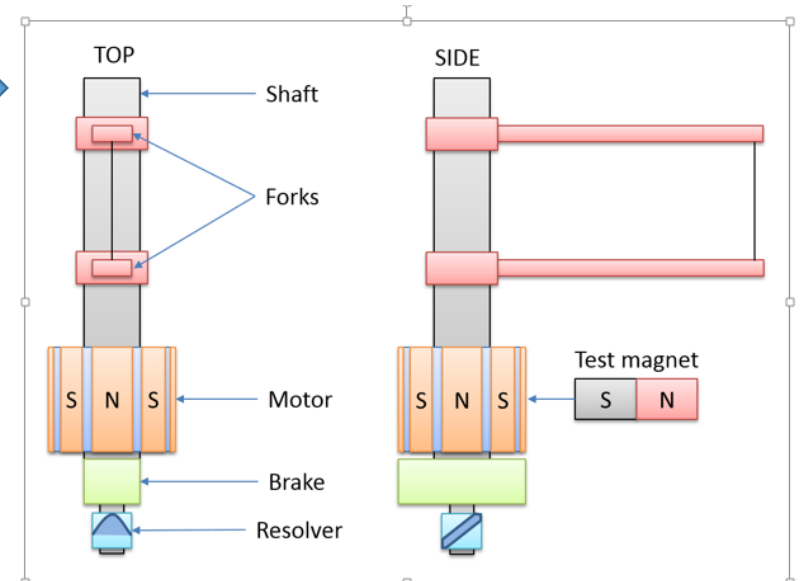 TOP
SIDE
Shaft
Forks
Test magnet
S N S
Motor
S N S
S N
Brake
Resolver